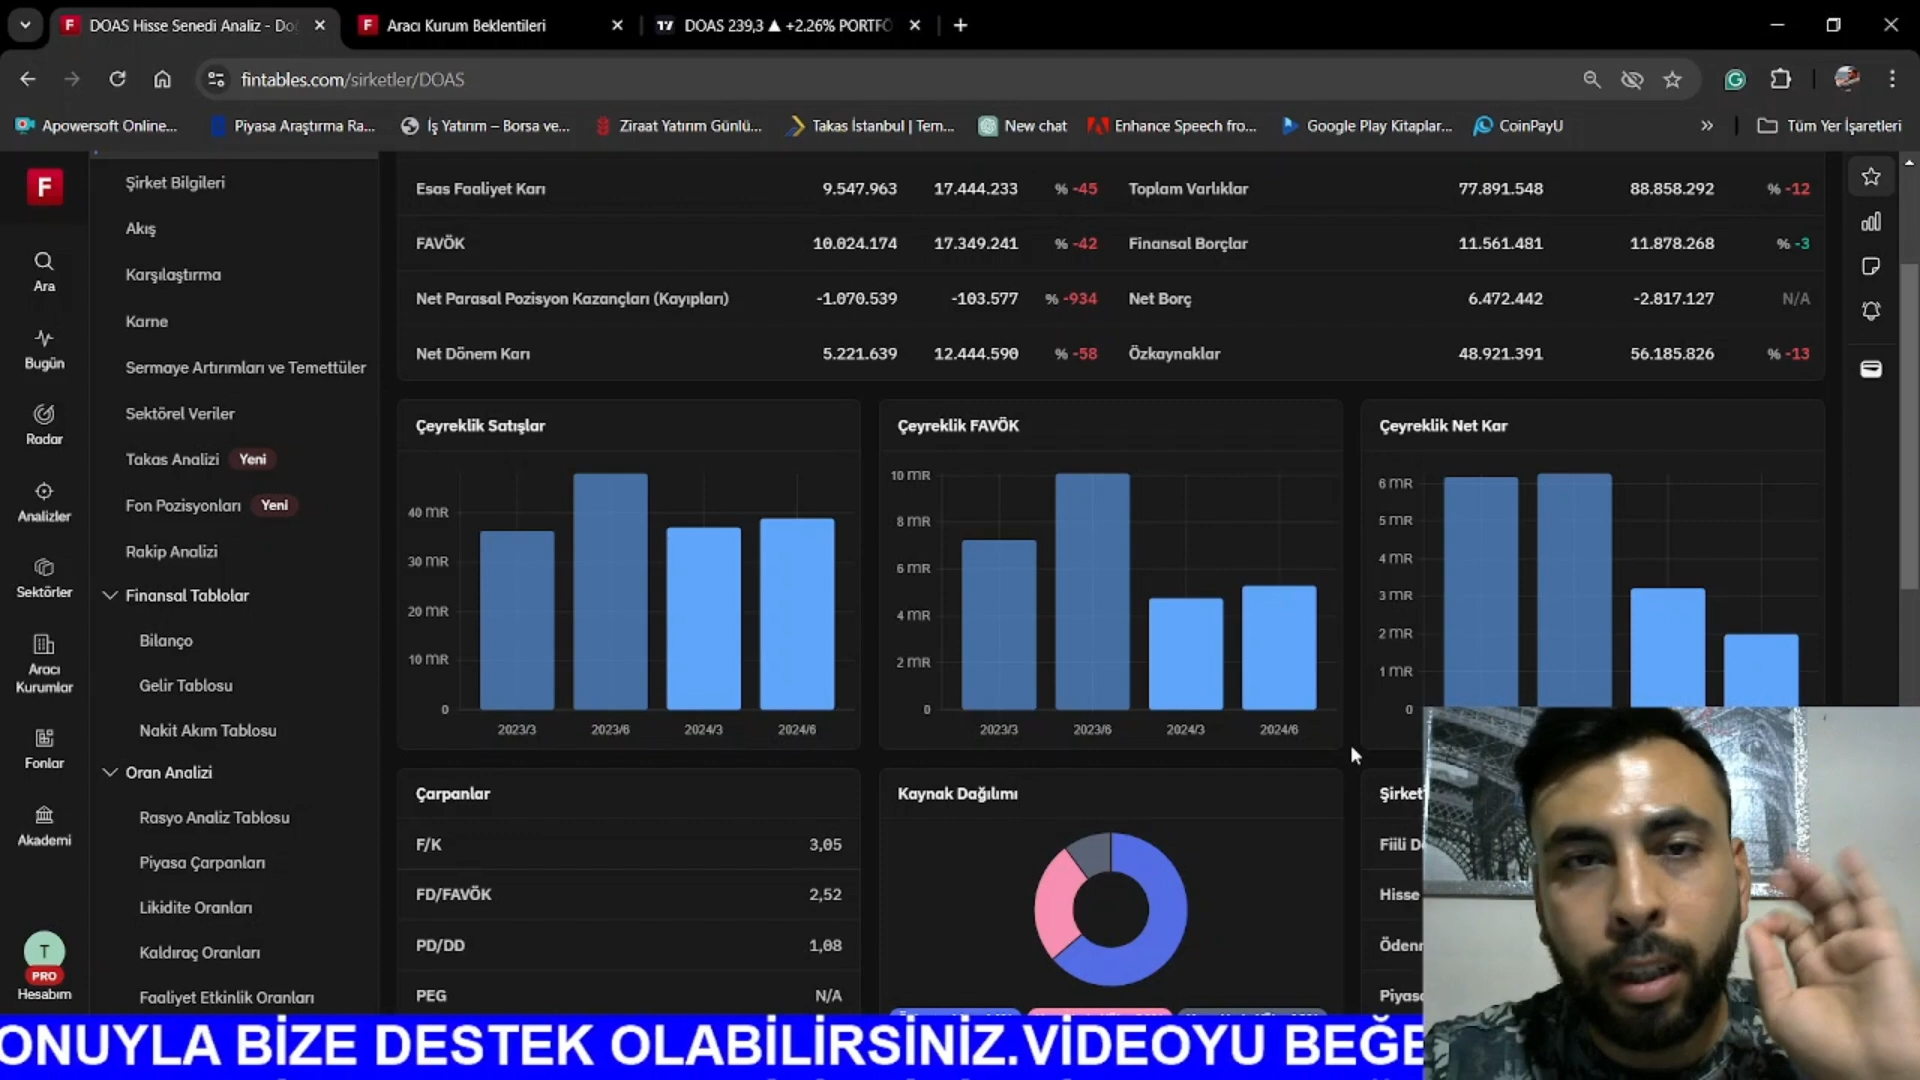 DOAS Hisse Senedi Analiz - Do
Aracı Kurum Beklentileri
DOAS 239,3 ▲ +2.26% PORTFO
fintables.com/sirketler/DOAS
Apowersoft Online...
Piyasa Araştırma Ra...
İş Yatırım – Borsa ve...
Ziraat Yatırım Günlü...
Takas İstanbul | Tem...
New chat
Enhance Speech fro...
Google Play Kitaplar...
CoinPayU
Tüm Yer İşaretleri
Ara
Bugün
Radar
Analizler
Sektörler
Aracı Kurumlar
Fonlar
Akademi
T
PRO
Hesabım
Şirket Bilgileri
Akış
Karşılaştırma
Karne
Sermaye Artırımları ve Temettüler
Sektörel Veriler
Takas Analizi Yeni
Fon Pozisyonları Yeni
Rakip Analizi
Finansal Tablolar
Bilanço
Gelir Tablosu
Nakit Akım Tablosu
Oran Analizi
Rasyo Analiz Tablosu
Piyasa Çarpanları
Likidite Oranları
Kaldıraç Oranları
Faaliyet Etkinlik Oranları
Esas Faaliyet Karı 9.547.963 17.444.233 % -45 Toplam Varlıklar 77.891.548 88.858.292 % -12
FAVÖK 10.024.174 17.349.241 % -42 Finansal Borçlar 11.561.481 11.878.268 % -3
Net Parasal Pozisyon Kazançları (Kayıpları) -1.070.539 -103.577 % -934 Net Borç 6.472.442 -2.817.127 N/A
Net Dönem Karı 5.221.639 12.444.590 % -58 Özkaynaklar 48.921.391 56.185.826 % -13
Çeyreklik Satışlar
40 MR
30 MR
20 MR
10 MR
0
2023/3 2023/6 2024/3 2024/6
Çeyreklik FAVÖK
10 MR
8 MR
6 MR
4 MR
2 MR
0
2023/3 2023/6 2024/3 2024/6
Çeyreklik Net Kar
6 MR
5 MR
4 MR
3 MR
2 MR
1 MR
0
Çarpanlar
F/K 3,05
FD/FAVÖK 2,52
PD/DD 1,08
PEG N/A
Kaynak Dağılımı
Şirket
Fiili D
Hisse
Öden
Piyas
ONUYLA BİZE DESTEK OLABİLİRSİNİZ.VİDEOYU BEĞE